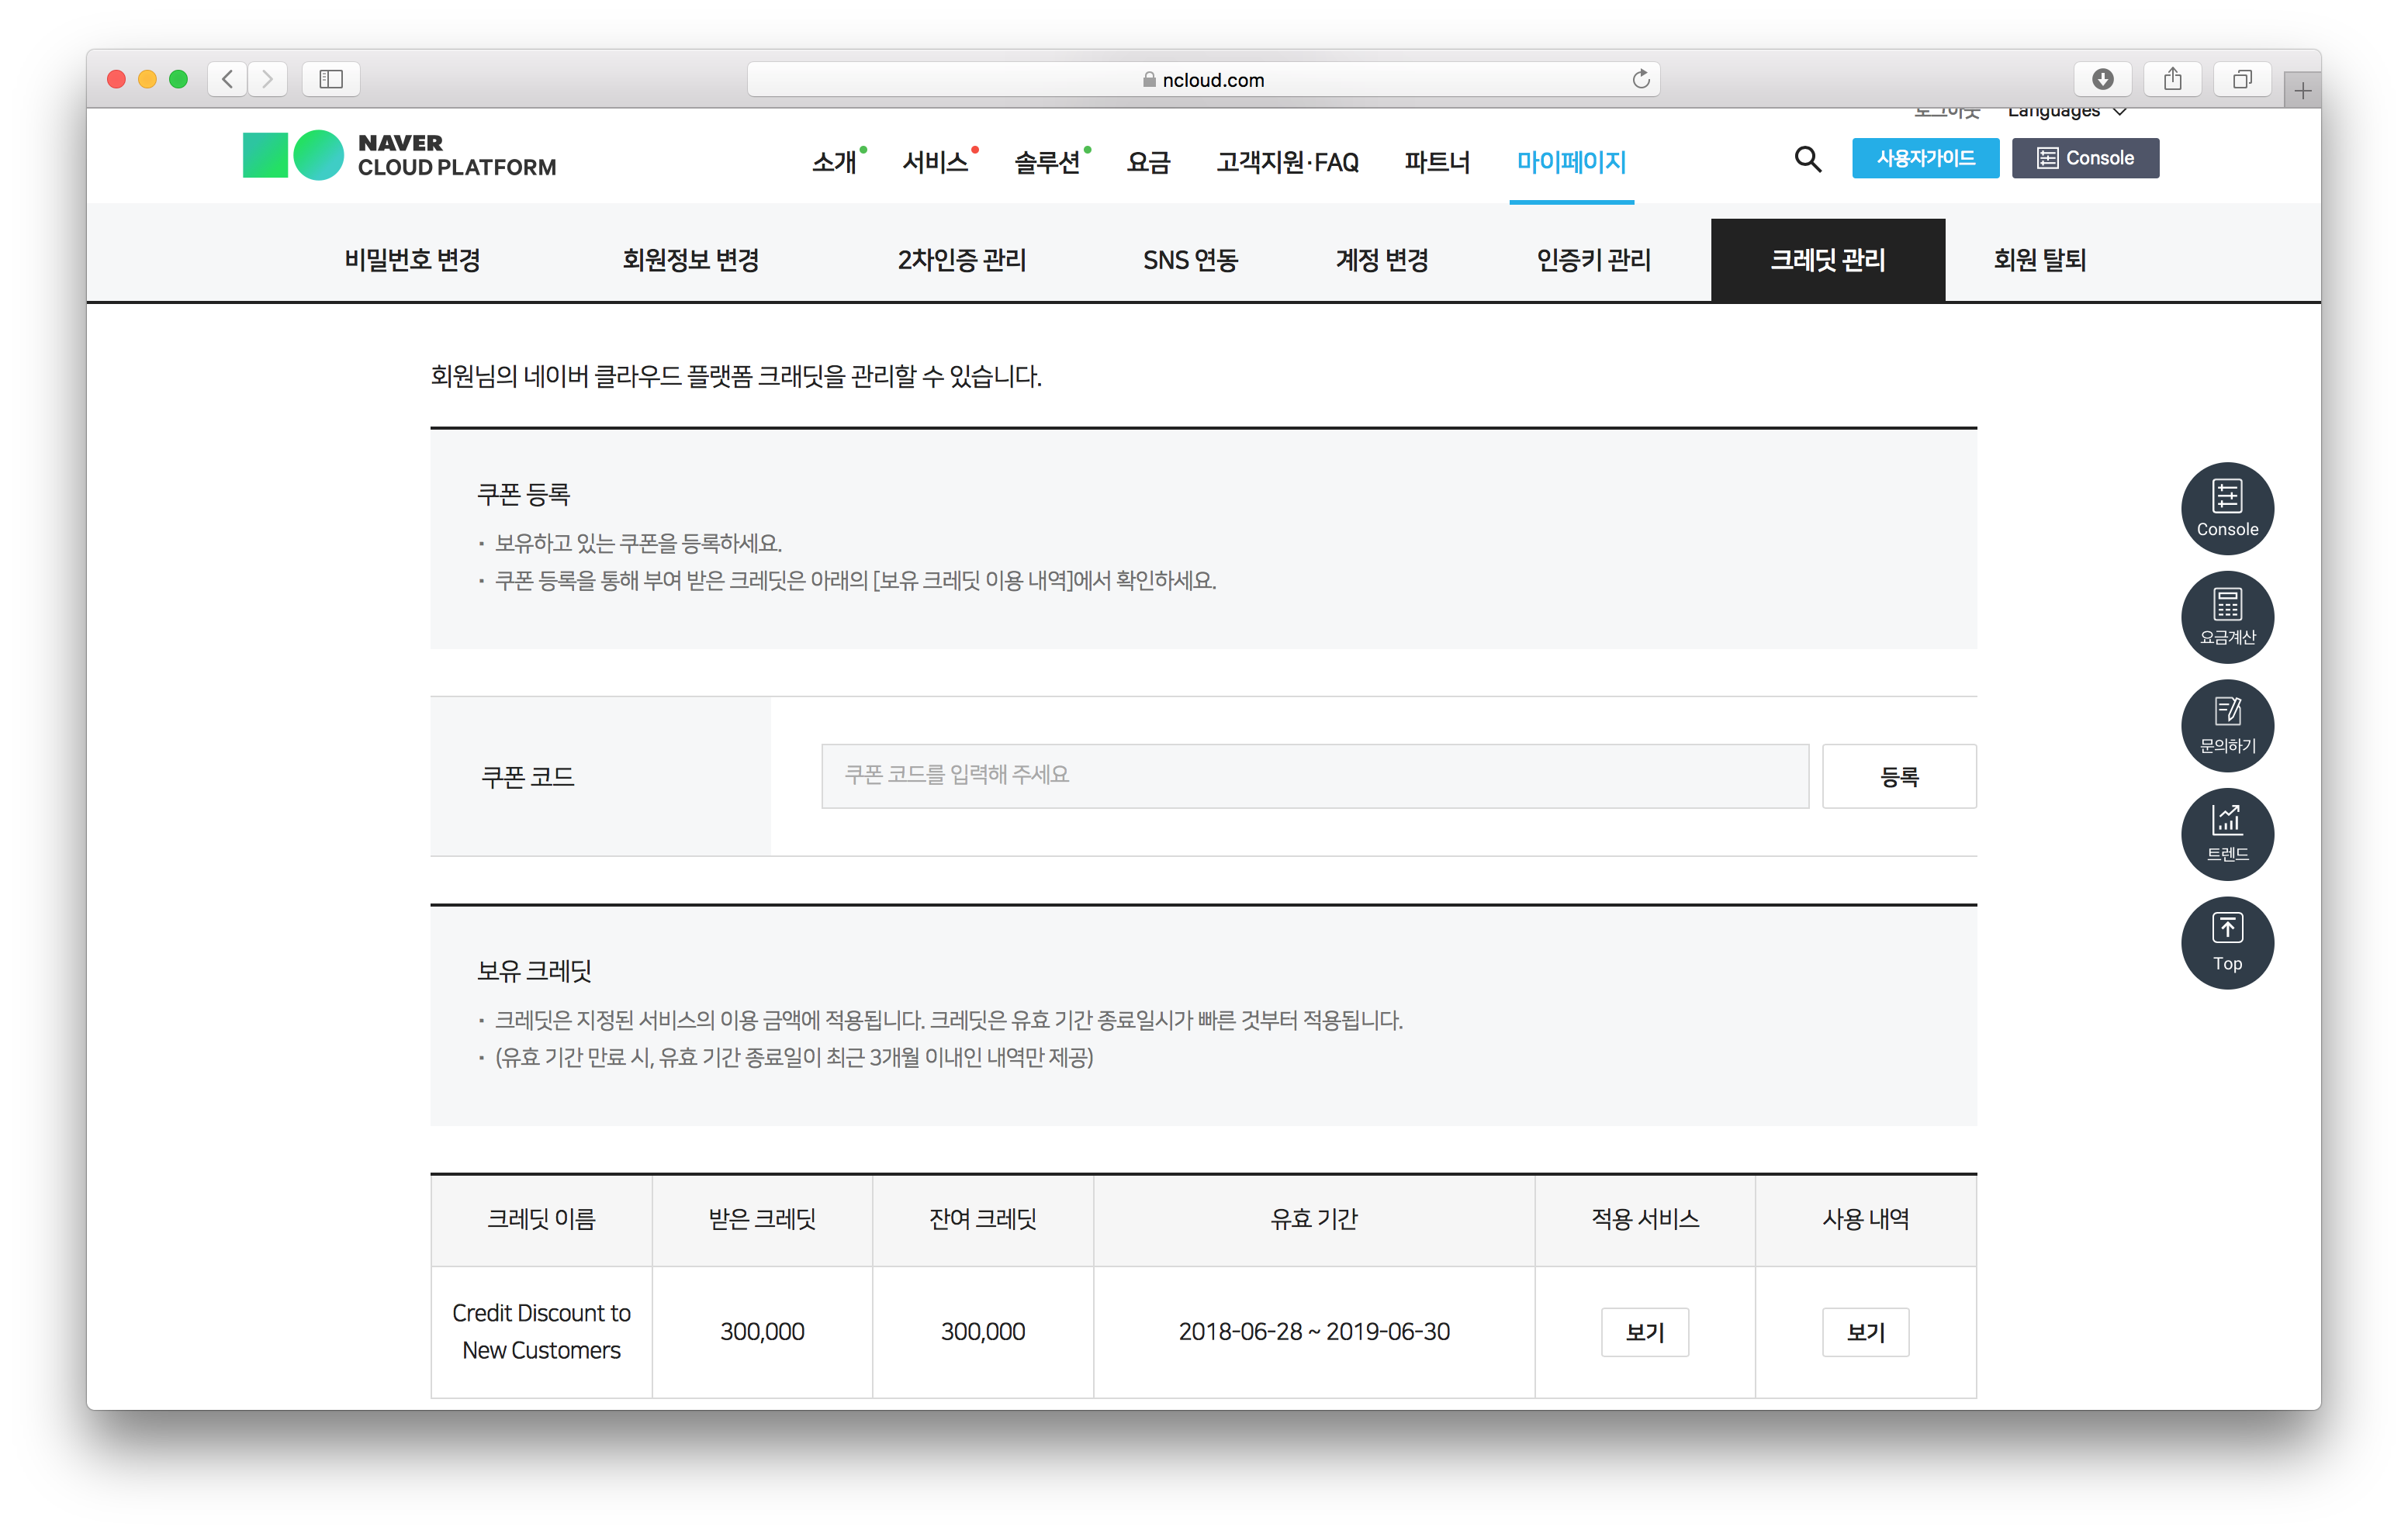 ncloud.com
로그아웃 Languages
NAVER
CLOUD PLATFORM
소개 서비스 솔루션 요금 고객지원·FAQ 파트너 마이페이지
사용자가이드 Console
비밀번호 변경 회원정보 변경 2차인증 관리 SNS 연동 계정 변경 인증키 관리 크레딧 관리 회원 탈퇴
회원님의 네이버 클라우드 플랫폼 크래딧을 관리할 수 있습니다.
쿠폰 등록
· 보유하고 있는 쿠폰을 등록하세요.
· 쿠폰 등록을 통해 부여 받은 크레딧은 아래의 [보유 크레딧 이용 내역]에서 확인하세요.
쿠폰 코드
쿠폰 코드를 입력해 주세요
등록
보유 크레딧
· 크레딧은 지정된 서비스의 이용 금액에 적용됩니다. 크레딧은 유효 기간 종료일시가 빠른 것부터 적용됩니다.
· (유효 기간 만료 시, 유효 기간 종료일이 최근 3개월 이내인 내역만 제공)
크레딧 이름 받은 크레딧 잔여 크레딧 유효 기간 적용 서비스 사용 내역
Credit Discount to
New Customers
300,000 300,000 2018-06-28 ~ 2019-06-30 보기 보기
Console
요금계산
문의하기
트렌드
Top